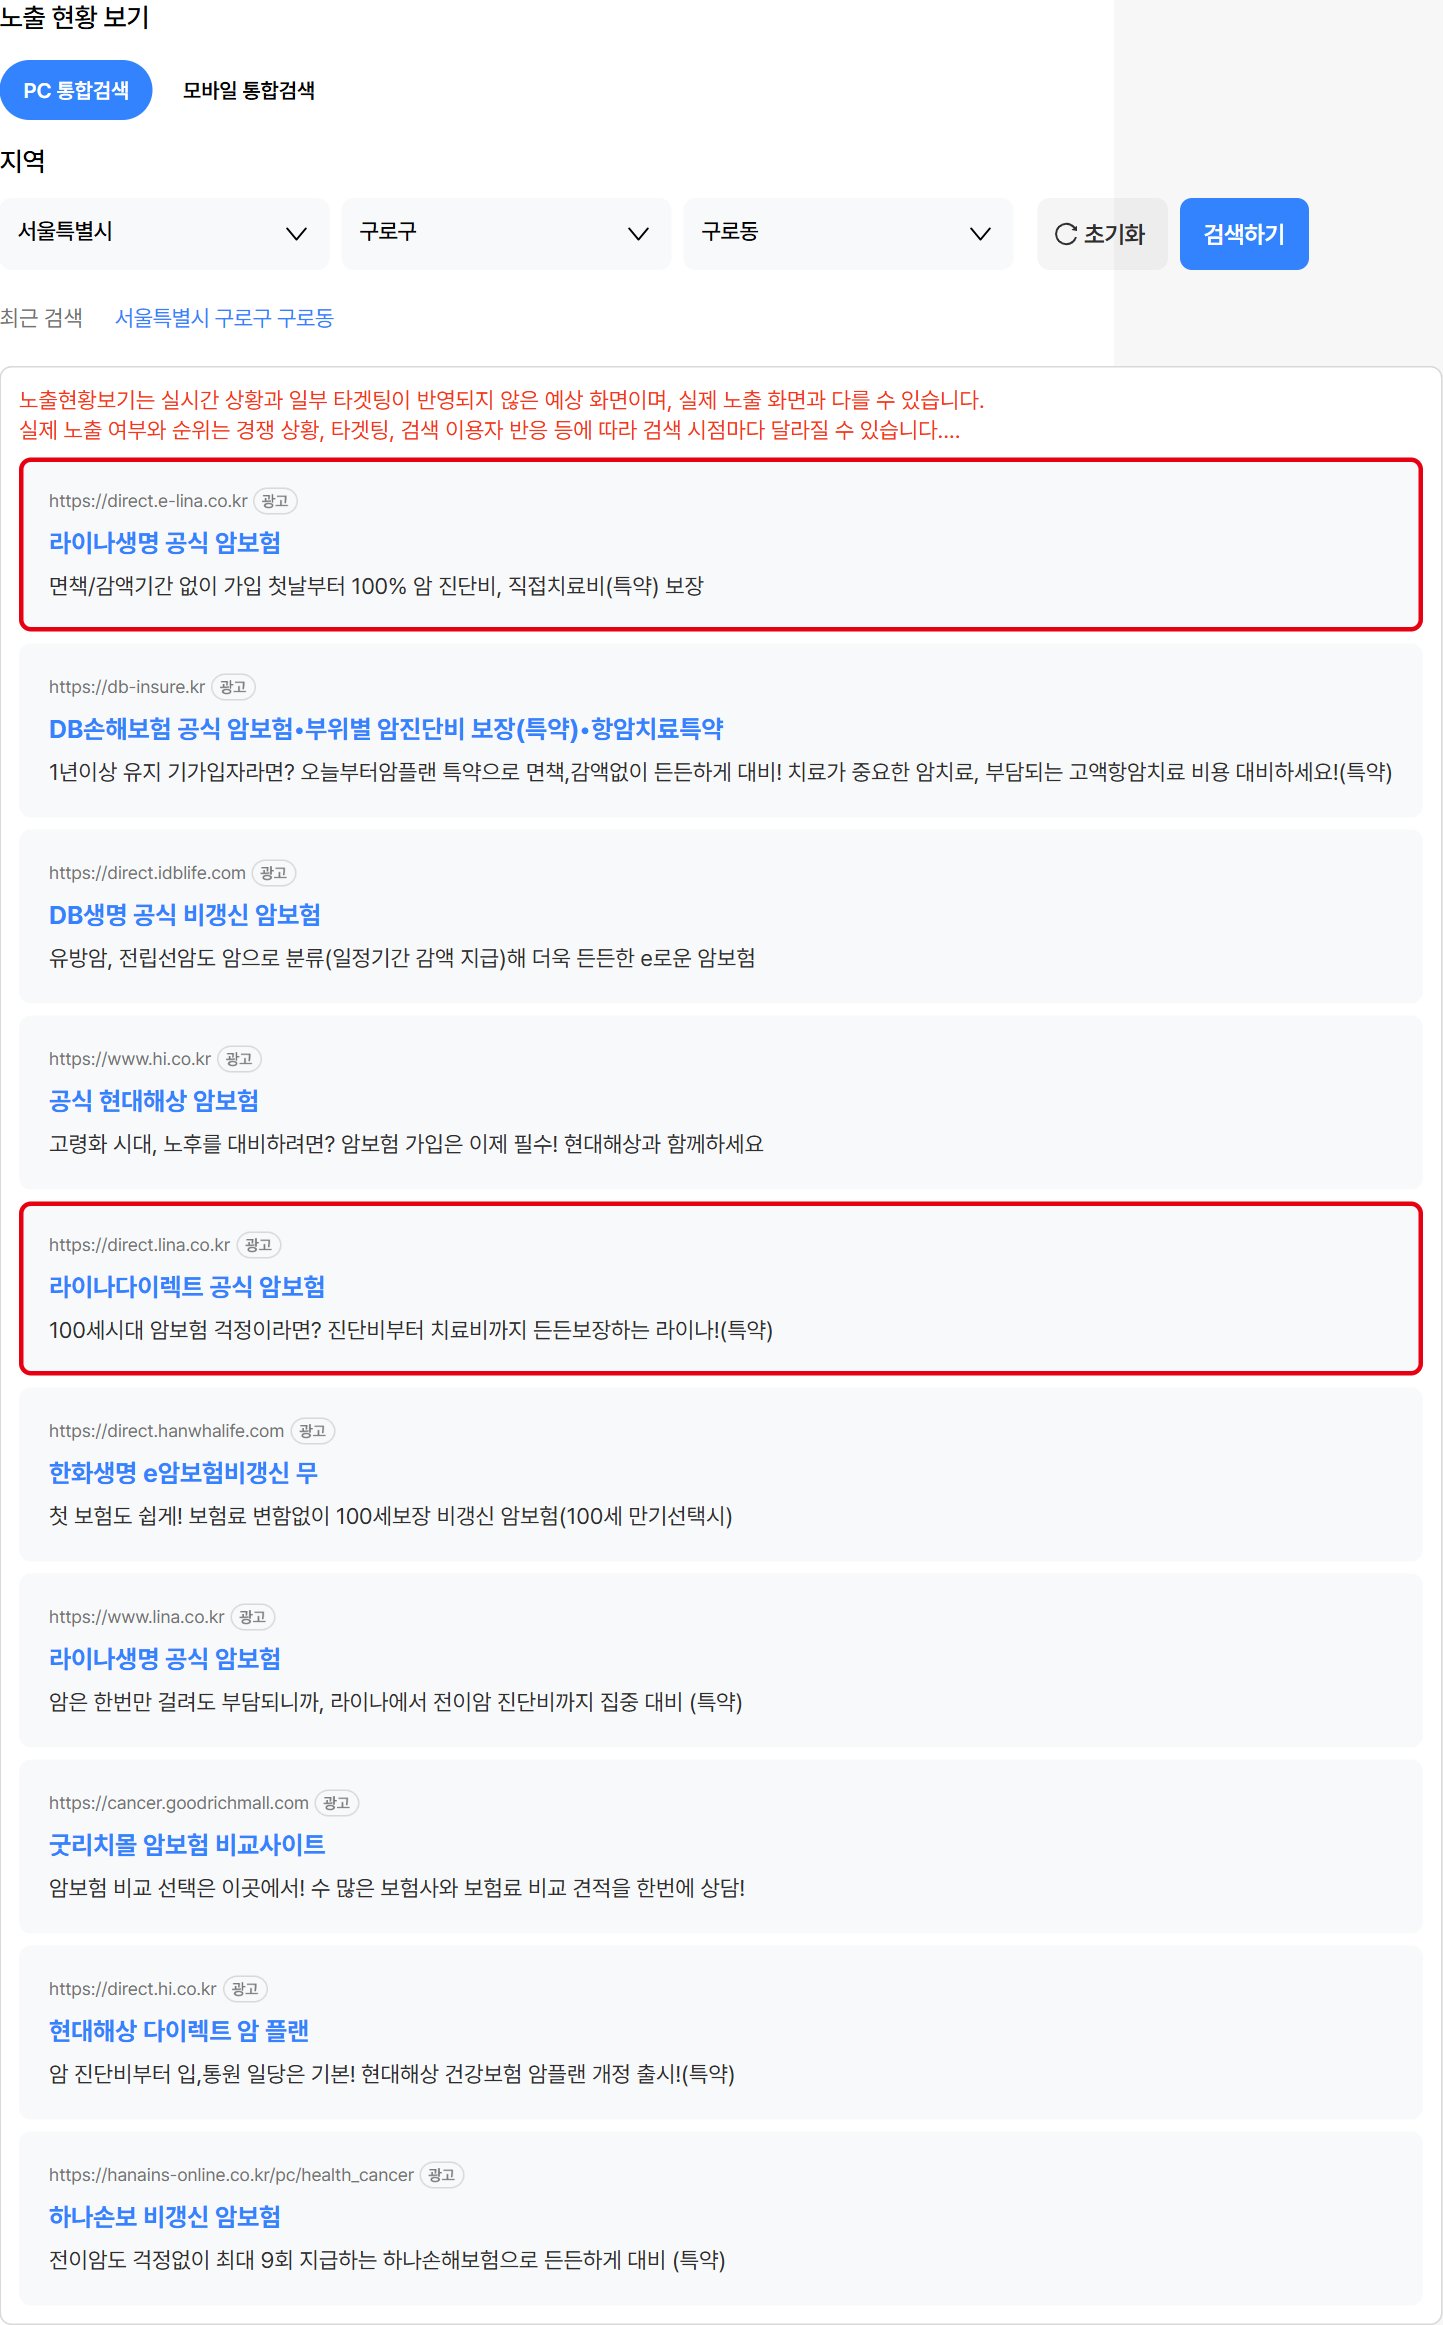 노출 현황 보기
PC 통합검색 모바일 통합검색
지역
서울특별시 구로구 구로동 초기화 검색하기
최근 검색 서울특별시 구로구 구로동
노출현황보기는 실시간 상황과 일부 타겟팅이 반영되지 않은 예상 화면이며, 실제 노출 화면과 다를 수 있습니다.
실제 노출 여부와 순위는 경쟁 상황, 타겟팅, 검색 이용자 반응 등에 따라 검색 시점마다 달라질 수 있습니다....
https://direct.e-lina.co.kr 광고
라이나생명 공식 암보험
면책/감액기간 없이 가입 첫날부터 100% 암 진단비, 직접치료비(특약) 보장
https://db-insure.kr 광고
DB손해보험 공식 암보험•부위별 암진단비 보장(특약)•항암치료특약
1년이상 유지 기가입자라면? 오늘부터암플랜 특약으로 면책,감액없이 든든하게 대비! 치료가 중요한 암치료, 부담되는 고액항암치료 비용 대비하세요!(특약)
https://direct.idblife.com 광고
DB생명 공식 비갱신 암보험
유방암, 전립선암도 암으로 분류(일정기간 감액 지급)해 더욱 든든한 e로운 암보험
https://www.hi.co.kr 광고
공식 현대해상 암보험
고령화 시대, 노후를 대비하려면? 암보험 가입은 이제 필수! 현대해상과 함께하세요
https://direct.lina.co.kr 광고
라이나다이렉트 공식 암보험
100세시대 암보험 걱정이라면? 진단비부터 치료비까지 든든보장하는 라이나!(특약)
https://direct.hanwhalife.com 광고
한화생명 e암보험비갱신 무
첫 보험도 쉽게! 보험료 변함없이 100세보장 비갱신 암보험(100세 만기선택시)
https://www.lina.co.kr 광고
라이나생명 공식 암보험
암은 한번만 걸려도 부담되니까, 라이나에서 전이암 진단비까지 집중 대비 (특약)
https://cancer.goodrichmall.com 광고
굿리치몰 암보험 비교사이트
암보험 비교 선택은 이곳에서! 수 많은 보험사와 보험료 비교 견적을 한번에 상담!
https://direct.hi.co.kr 광고
현대해상 다이렉트 암 플랜
암 진단비부터 입,통원 일당은 기본! 현대해상 건강보험 암플랜 개정 출시!(특약)
https://hanains-online.co.kr/pc/health_cancer 광고
하나손보 비갱신 암보험
전이암도 걱정없이 최대 9회 지급하는 하나손해보험으로 든든하게 대비 (특약)